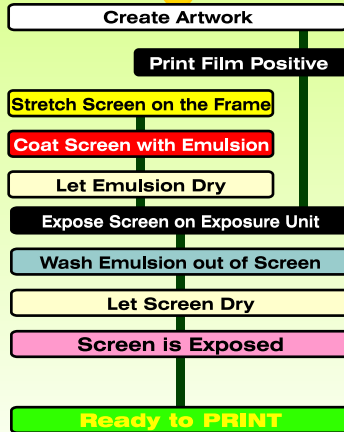 Create Artwork
Print Film Positive
Stretch Screen on the Frame
Coat Screen with Emulsion
Let Emulsion Dry
Expose Screen on Exposure Unit
Wash Emulsion out of Screen
Let Screen Dry
Screen is Exposed
Ready to PRINT